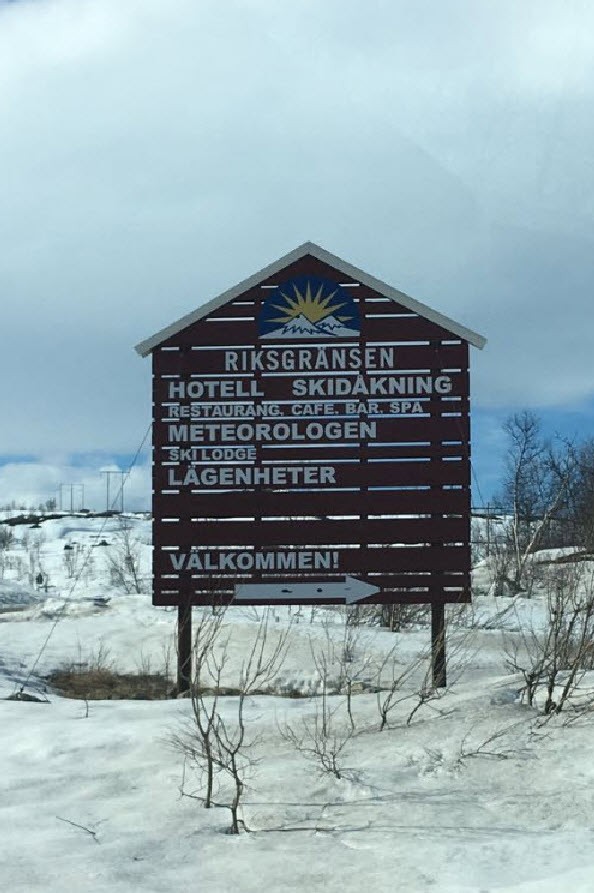 RIKSGRÄNSEN
HOTELL SKIDÅKNING
RESTAURANG. CAFE. BAR. SPA
METEOROLOGEN
SKI LODGE
LÄGENHETER
VÄLKOMMEN!